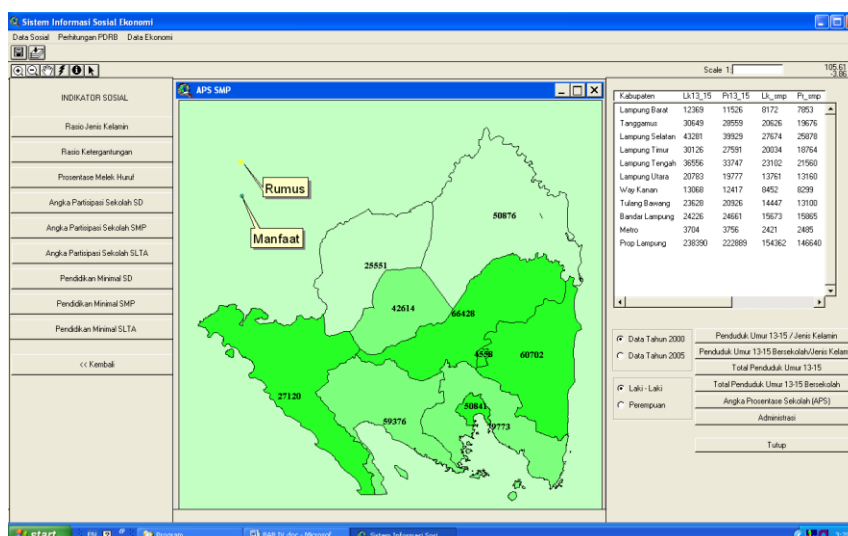 Sistem Informasi Sosial Ekonomi
Data Sosial Perhitungan PDRB Data Ekonomi
Scale 1:
105.61
-3.86
INDIKATOR SOSIAL
Rasio Jenis Kelamin
Rasio Ketergantungan
Prosentase Melek Huruf
Angka Partisipasi Sekolah SD
Angka Partisipasi Sekolah SMP
Angka Partisipasi Sekolah SLTA
Pendidikan Minimal SD
Pendidikan Minimal SMP
Pendidikan Minimal SLTA
<< Kembali
APS SMP
Rumus
Manfaat
50876
25551
42614
66428
4558
60702
27120
50841
59376
9773
Kabupaten Lk13_15 Pr13_15 Lk_smp Pr_smp
Lampung Barat 12369 11526 8172 7853
Tanggamus 30649 28559 20626 19676
Lampung Selatan 43281 39929 27674 25878
Lampung Timur 30126 27591 20034 18764
Lampung Tengah 36556 33747 23102 21560
Lampung Utara 20783 19777 13761 13160
Way Kanan 13068 12417 8452 8299
Tulang Bawang 23628 20926 14447 13100
Bandar Lampung 24226 24661 15673 15865
Metro 3704 3756 2421 2485
Prop Lampung 238390 222889 154362 146640
Data Tahun 2000
Data Tahun 2005
Laki - Laki
Perempuan
Penduduk Umur 13-15 / Jenis Kelamin
Penduduk Umur 13-15 Bersekolah/Jenis Kelam
Total Penduduk Umur 13-15
Total Penduduk Umur 13-15 Bersekolah
Angka Prosentase Sekolah (APS)
Administrasi
Tutup
start EN Program BAB IV.doc - Microsof... Sistem Informasi Sosi...